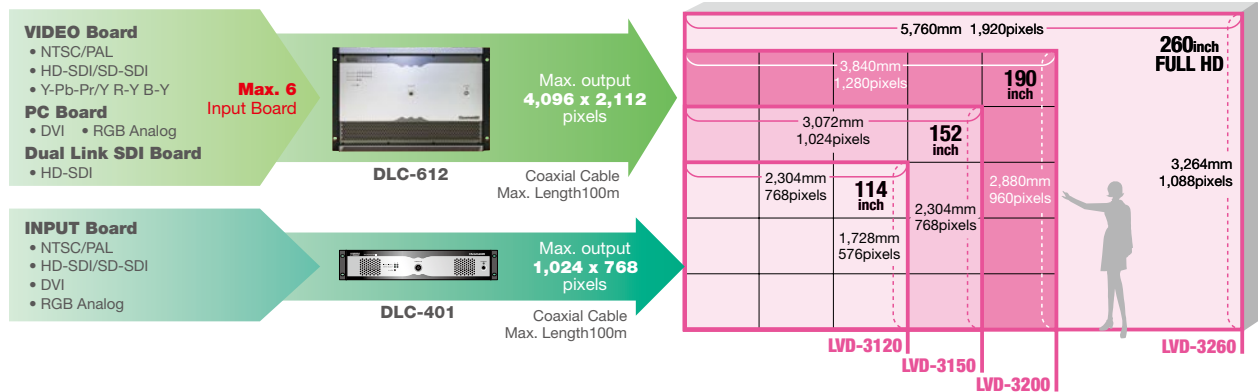 VIDEO Board
• NTSC/PAL
• HD-SDI/SD-SDI
• Y-Pb-Pr/Y R-Y B-Y
PC Board
• DVI • RGB Analog
Dual Link SDI Board
• HD-SDI
Max. 6
Input Board
DLC-612
Max. output
4,096 x 2,112
pixels
Coaxial Cable
Max. Length100m
INPUT Board
• NTSC/PAL
• HD-SDI/SD-SDI
• DVI
• RGB Analog
DLC-401
Max. output
1,024 x 768
pixels
Coaxial Cable
Max. Length100m
5,760mm 1,920pixels
260inch
FULL HD
3,840mm
1,280pixels
190
inch
3,072mm
1,024pixels
152
inch
2,304mm
768pixels
114
inch
1,728mm
576pixels
2,304mm
768pixels
2,880mm
960pixels
3,264mm
1,088pixels
LVD-3120
LVD-3150
LVD-3200
LVD-3260